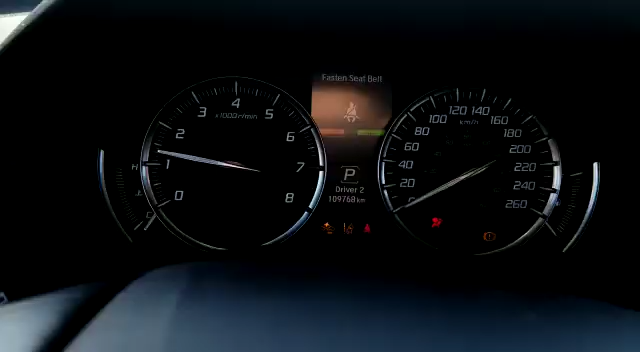 Fasten Seat Belt
0 1 2 3 4 5 6 7 8
x1000r/min
H
C
P
Driver 2
109768 km
0 20 40 60 80 100 120 140 160 180 200 220 240 260
km/h